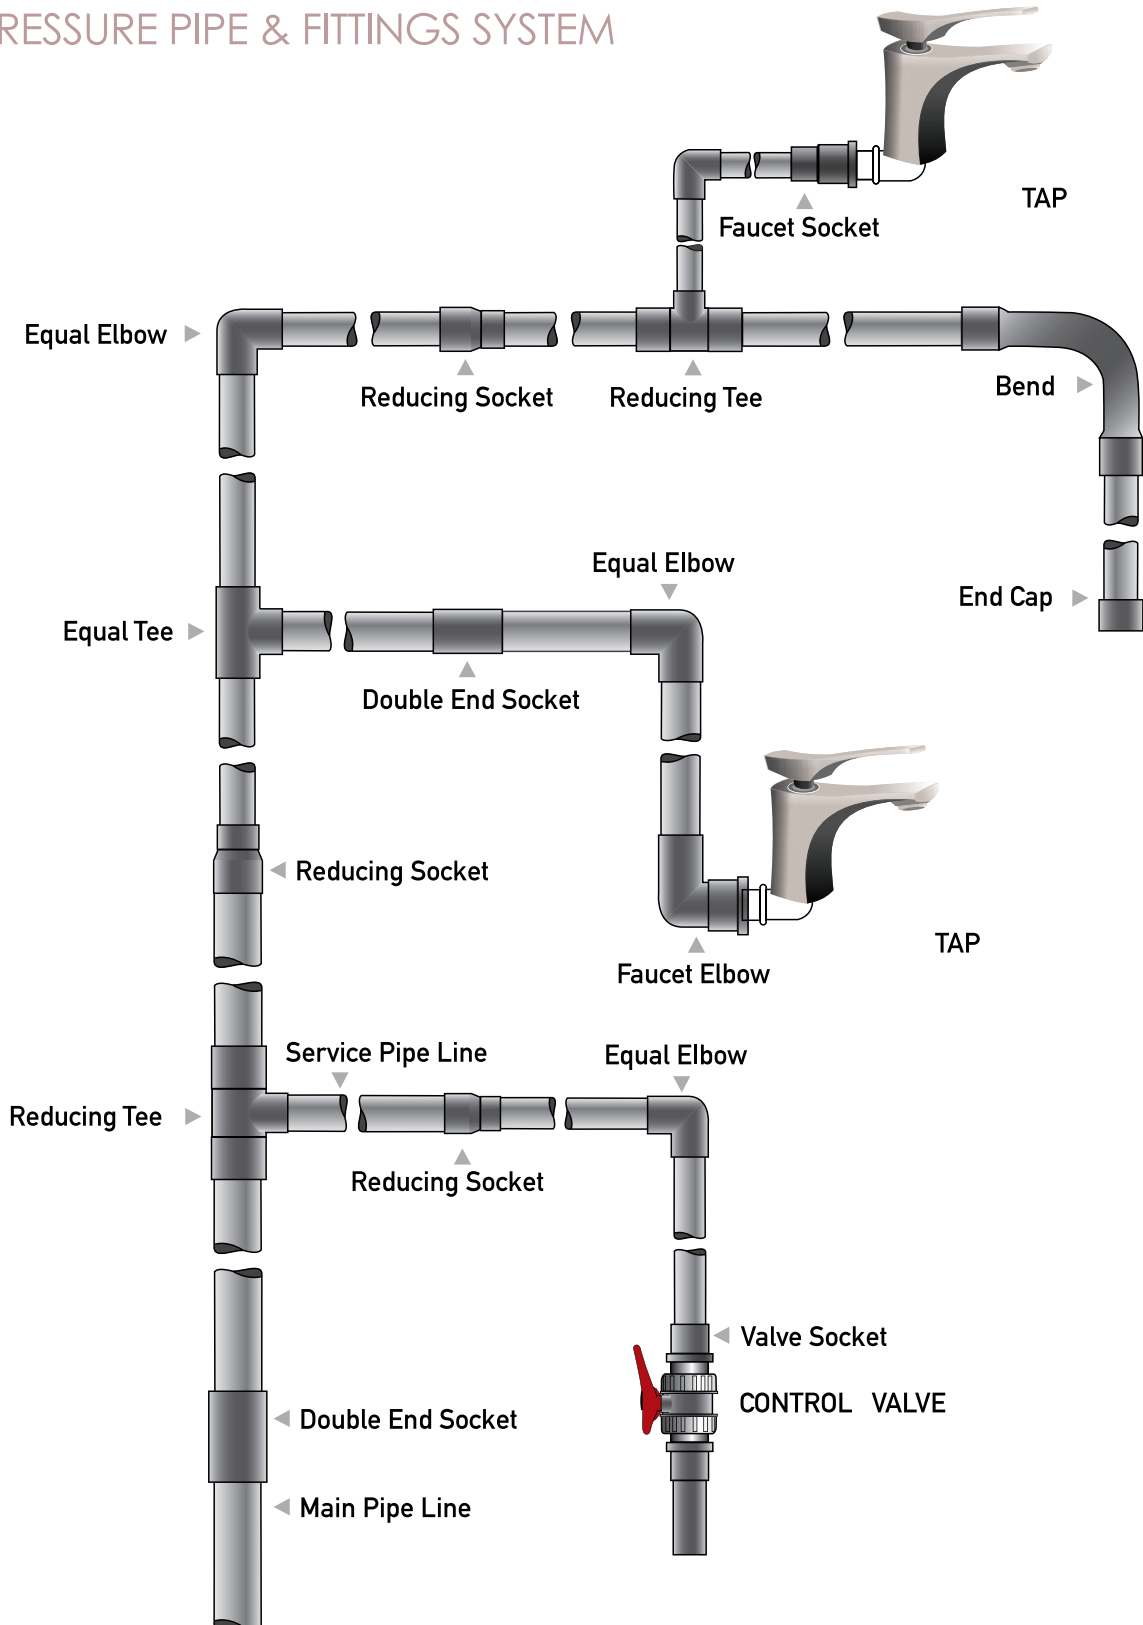 RESSURE PIPE & FITTINGS SYSTEM
TAP
Faucet Socket
Equal Elbow
Reducing Socket
Reducing Tee
Bend
Equal Elbow
End Cap
Equal Tee
Double End Socket
Reducing Socket
TAP
Faucet Elbow
Service Pipe Line
Equal Elbow
Reducing Tee
Reducing Socket
Valve Socket
CONTROL VALVE
Double End Socket
Main Pipe Line